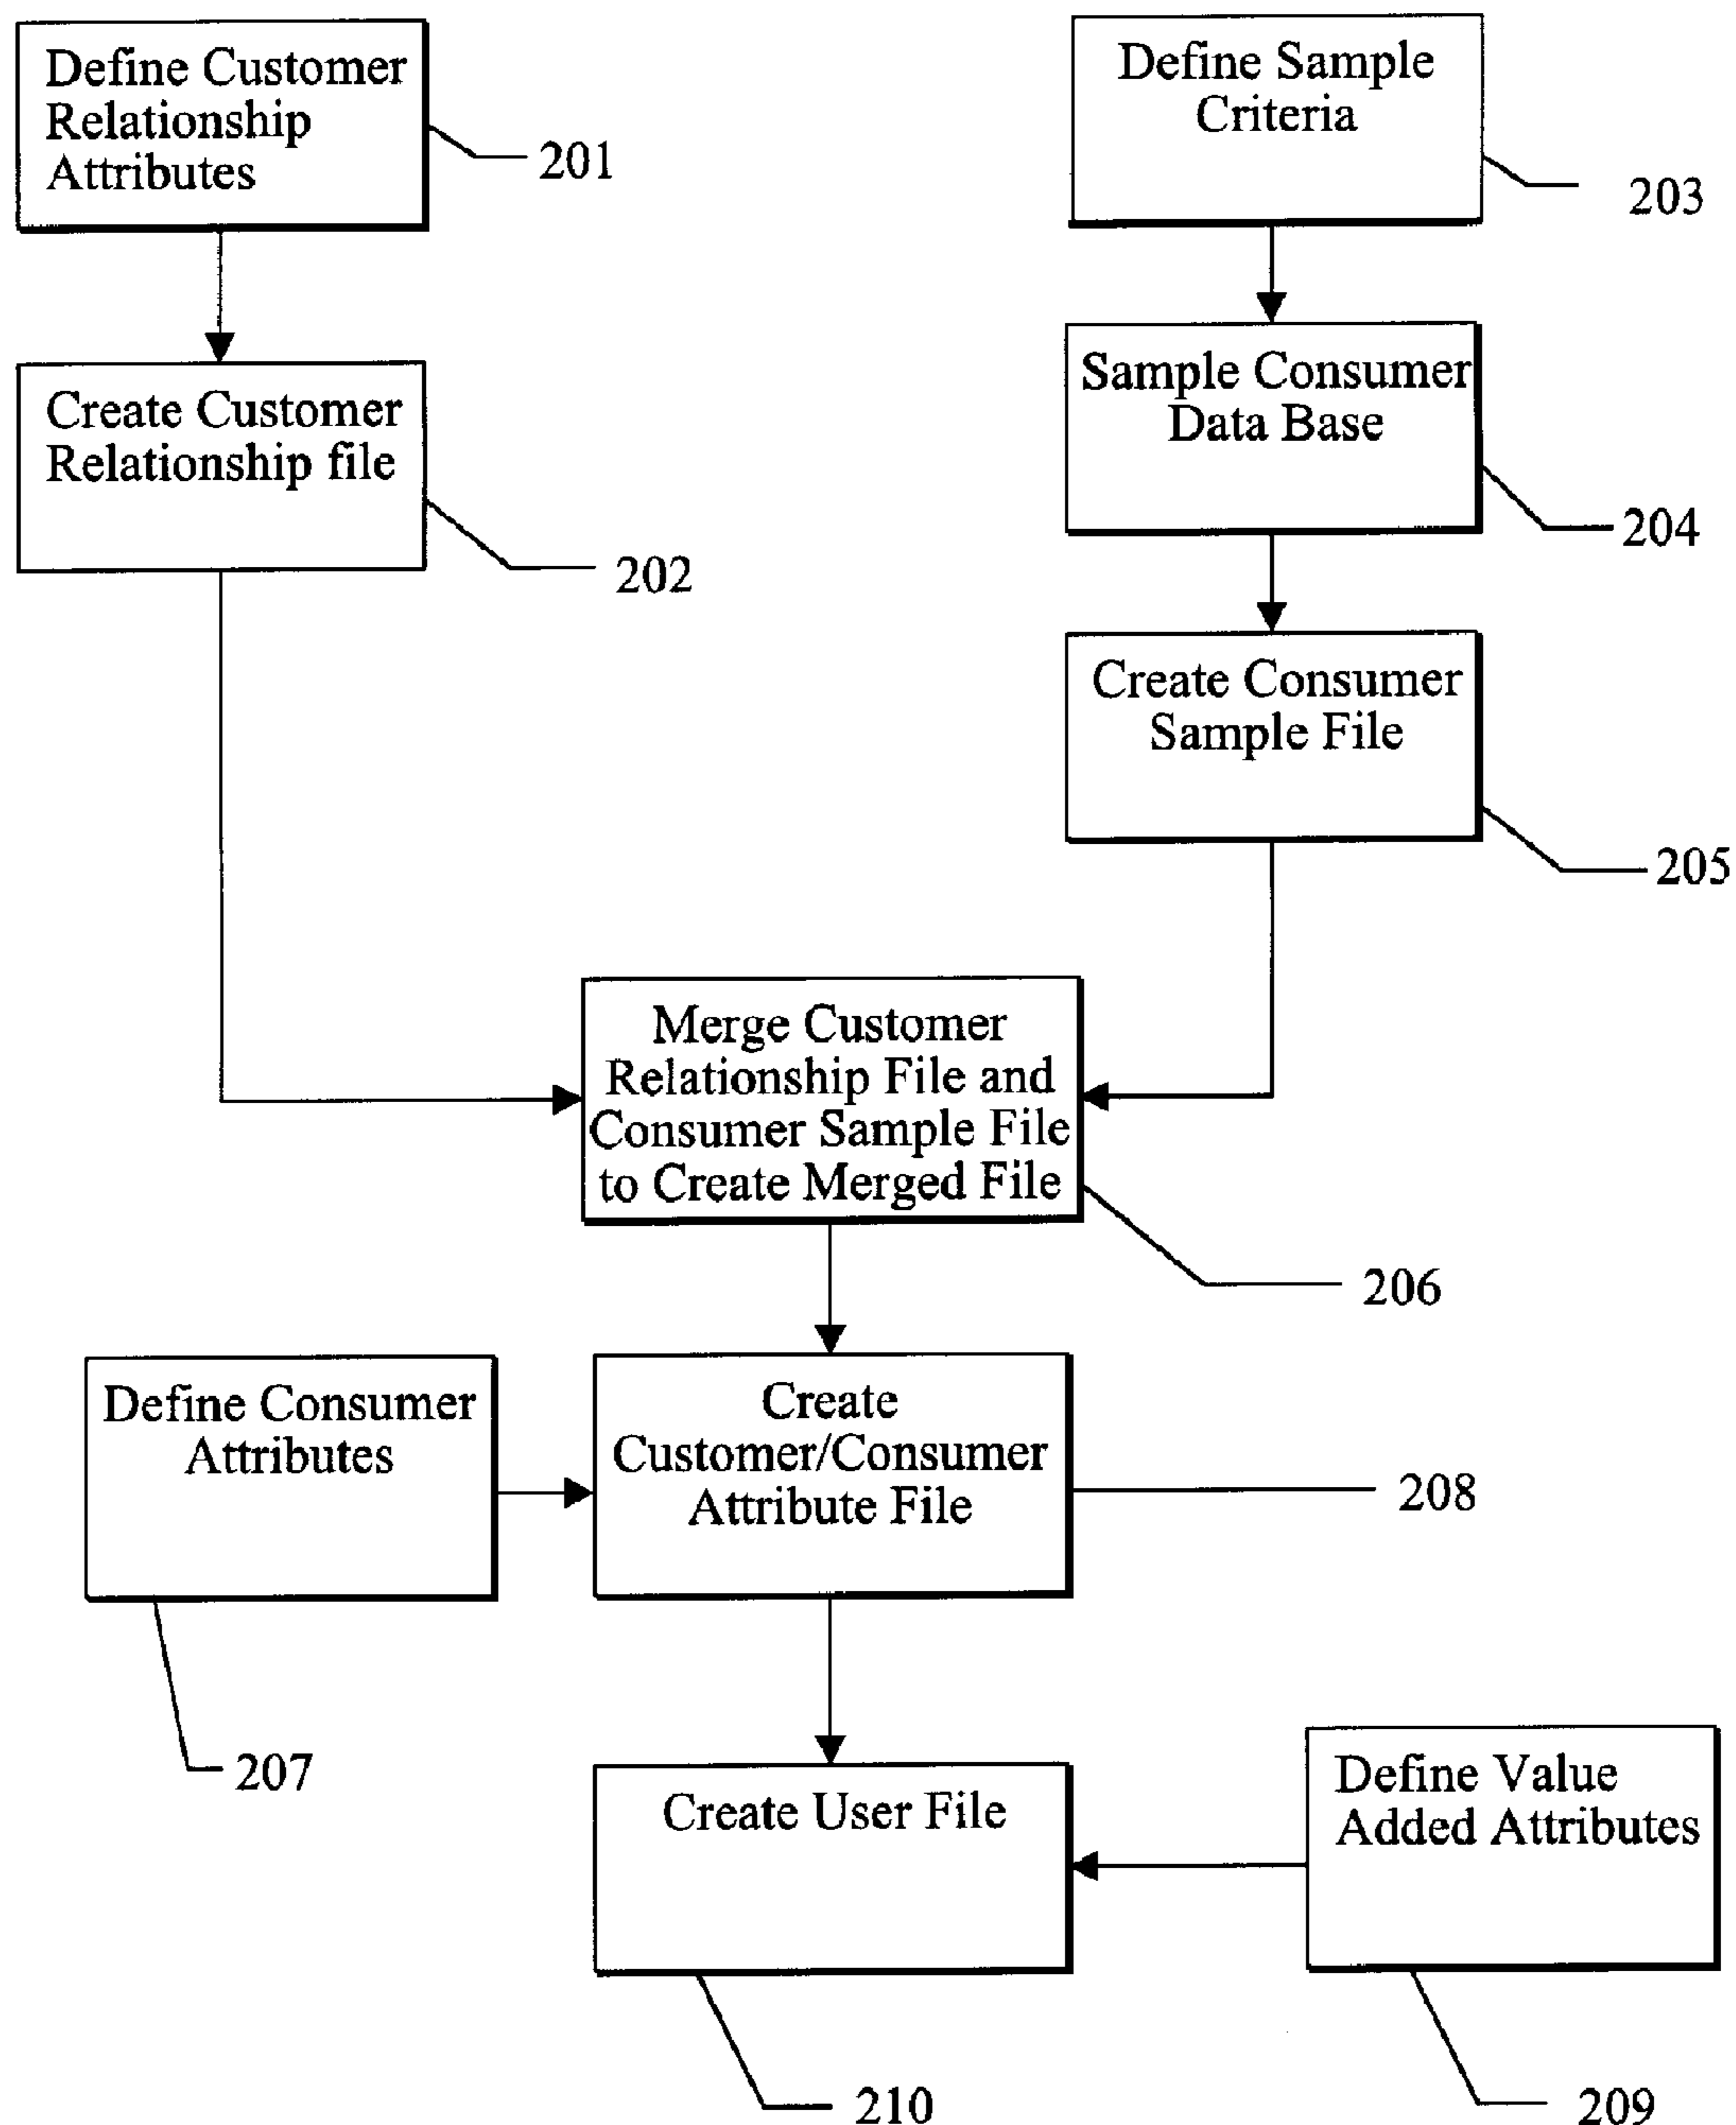 Define Customer
Relationship
Attributes
201
Define Sample
Criteria
203
Create Customer
Relationship file
202
Sample Consumer
Data Base
204
Create Consumer
Sample File
205
Merge Customer
Relationship File and
Consumer Sample File
to Create Merged File
206
Define Consumer
Attributes
207
Create
Customer/Consumer
Attribute File
208
Create User File
210
Define Value
Added Attributes
209